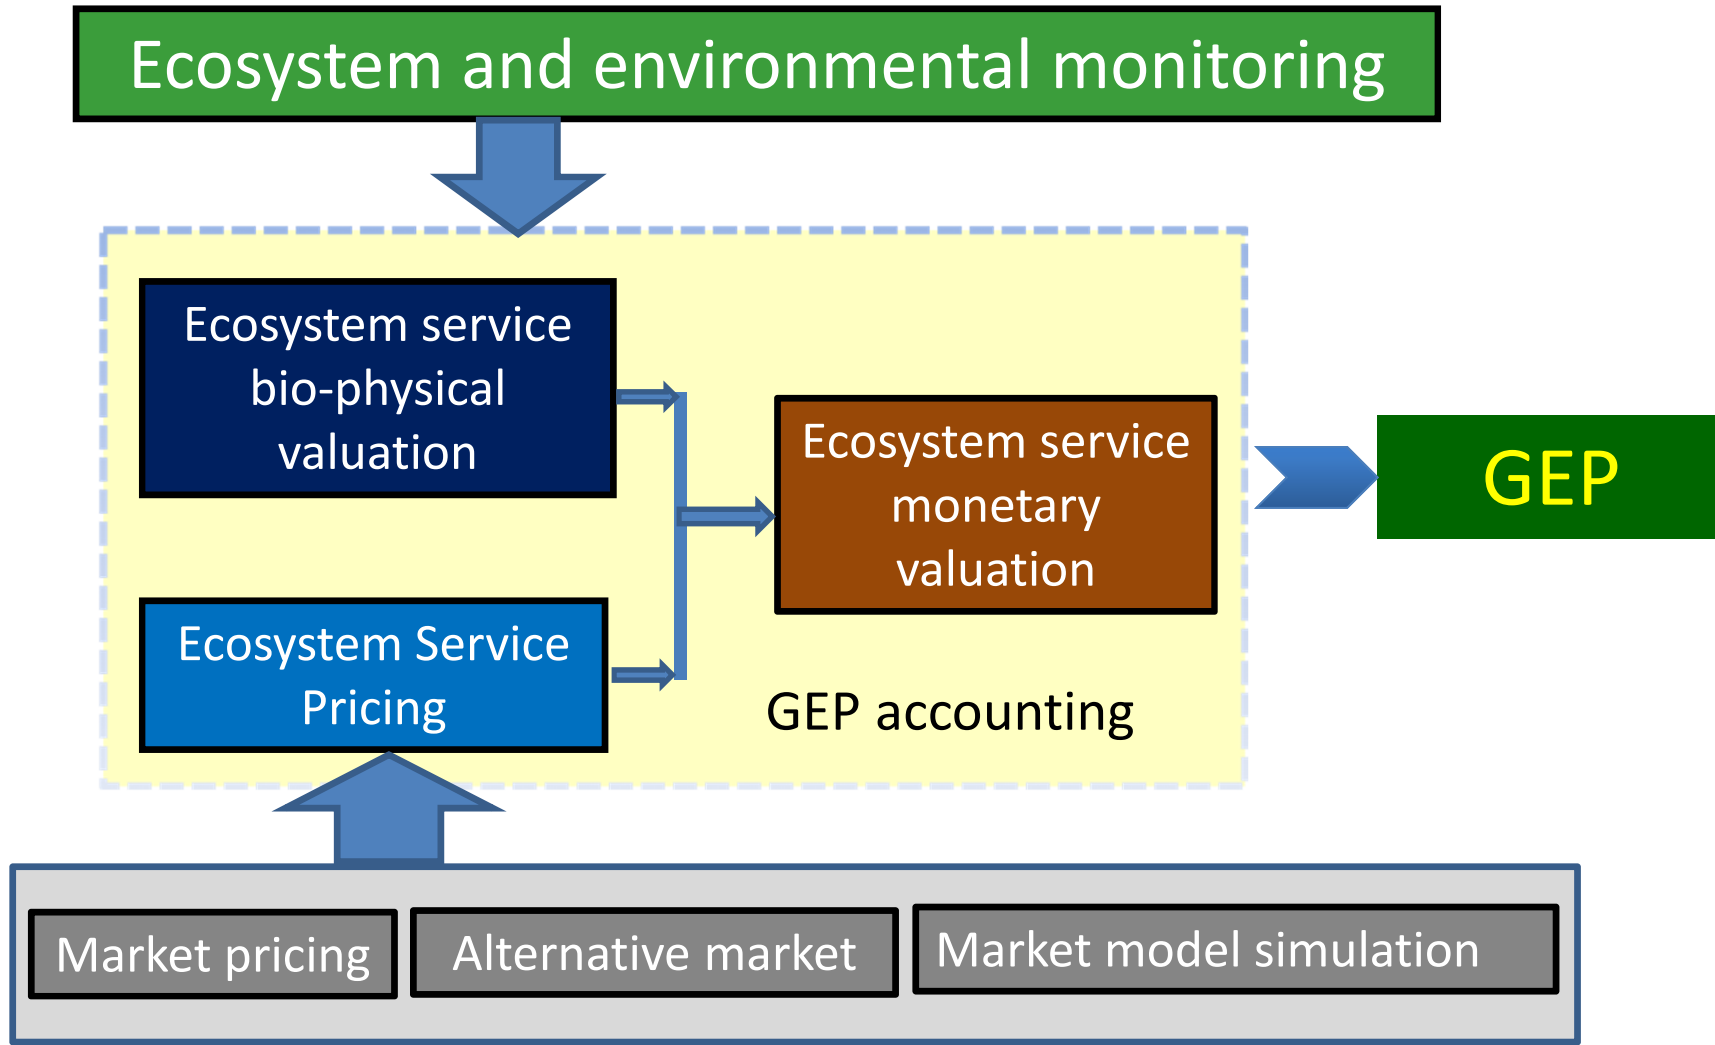 Ecosystem and environmental monitoring
Ecosystem service
bio-physical
valuation
Ecosystem service
monetary
valuation
GEP
Ecosystem Service
Pricing
GEP accounting
Market pricing
Alternative market
Market model simulation